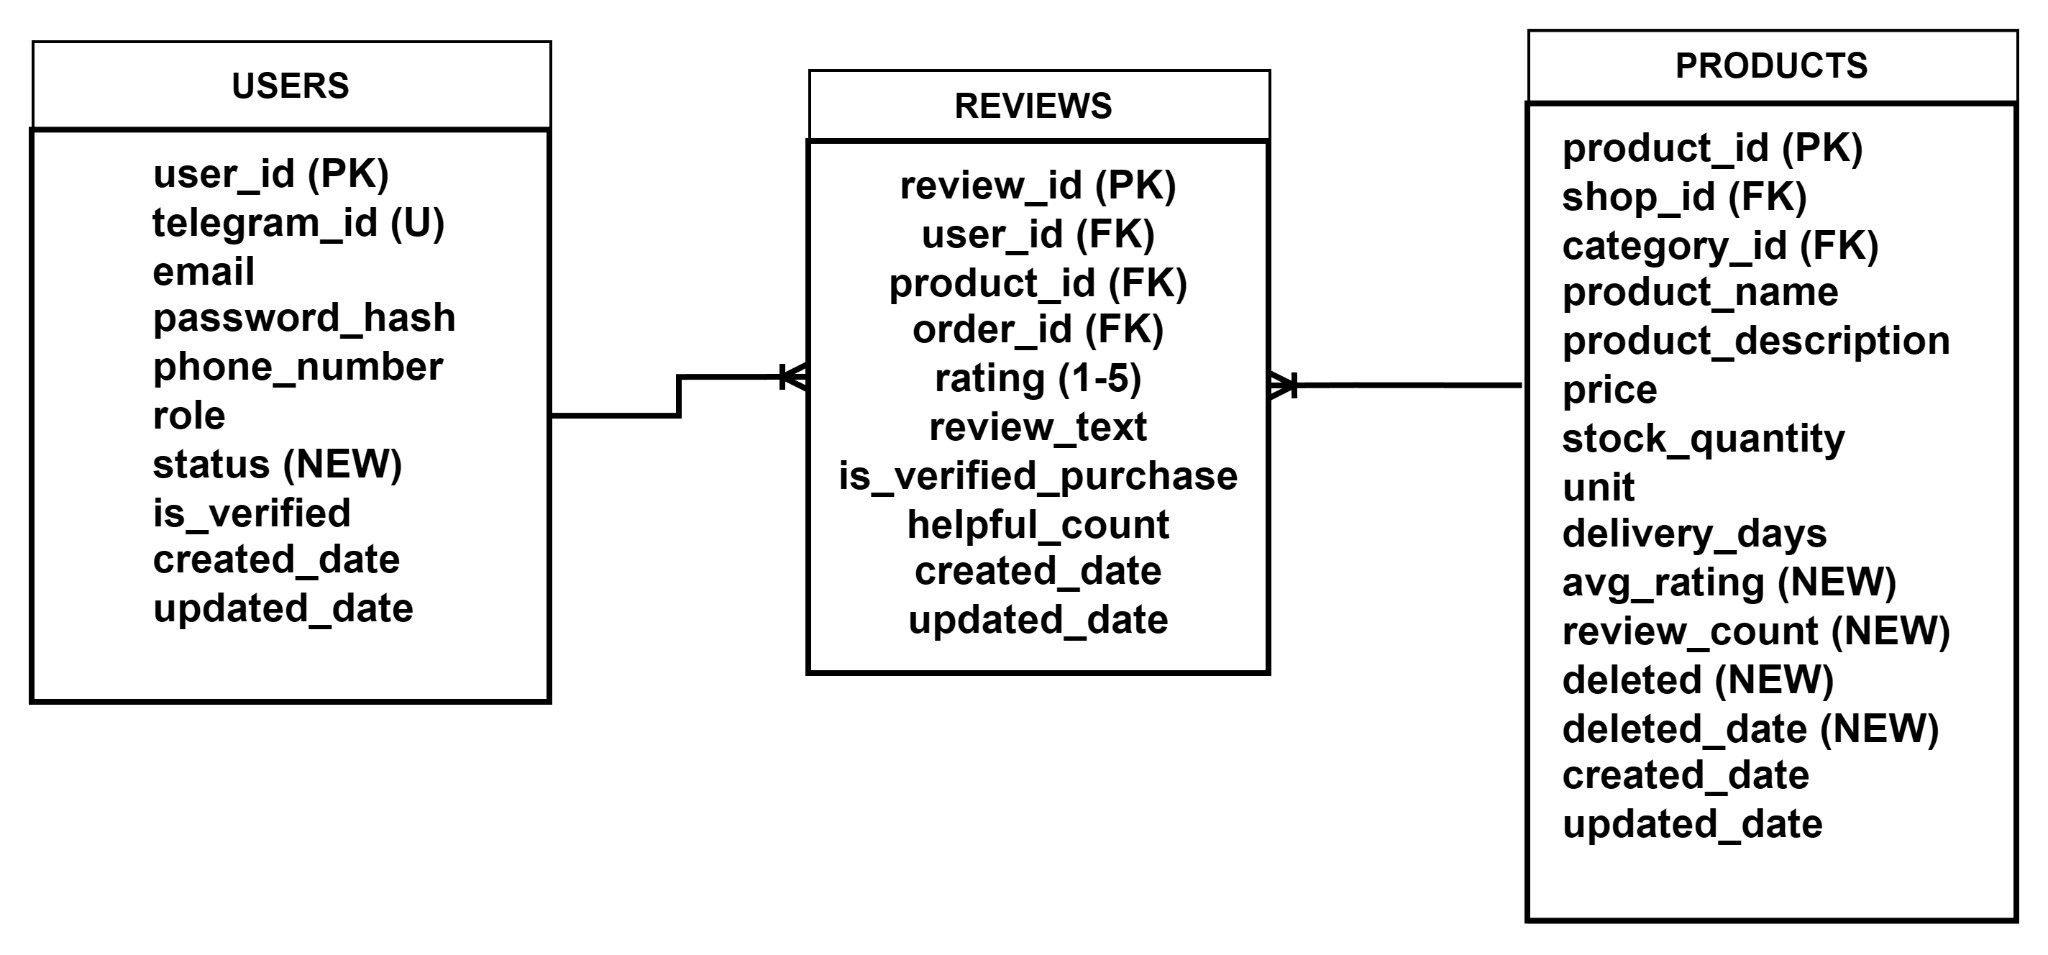 USERS
user_id (PK)
telegram_id (U)
email
password_hash
phone_number
role
status (NEW)
is_verified
created_date
updated_date
REVIEWS
review_id (PK)
user_id (FK)
product_id (FK)
order_id (FK)
rating (1-5)
review_text
is_verified_purchase
helpful_count
created_date
updated_date
PRODUCTS
product_id (PK)
shop_id (FK)
category_id (FK)
product_name
product_description
price
stock_quantity
unit
delivery_days
avg_rating (NEW)
review_count (NEW)
deleted (NEW)
deleted_date (NEW)
created_date
updated_date